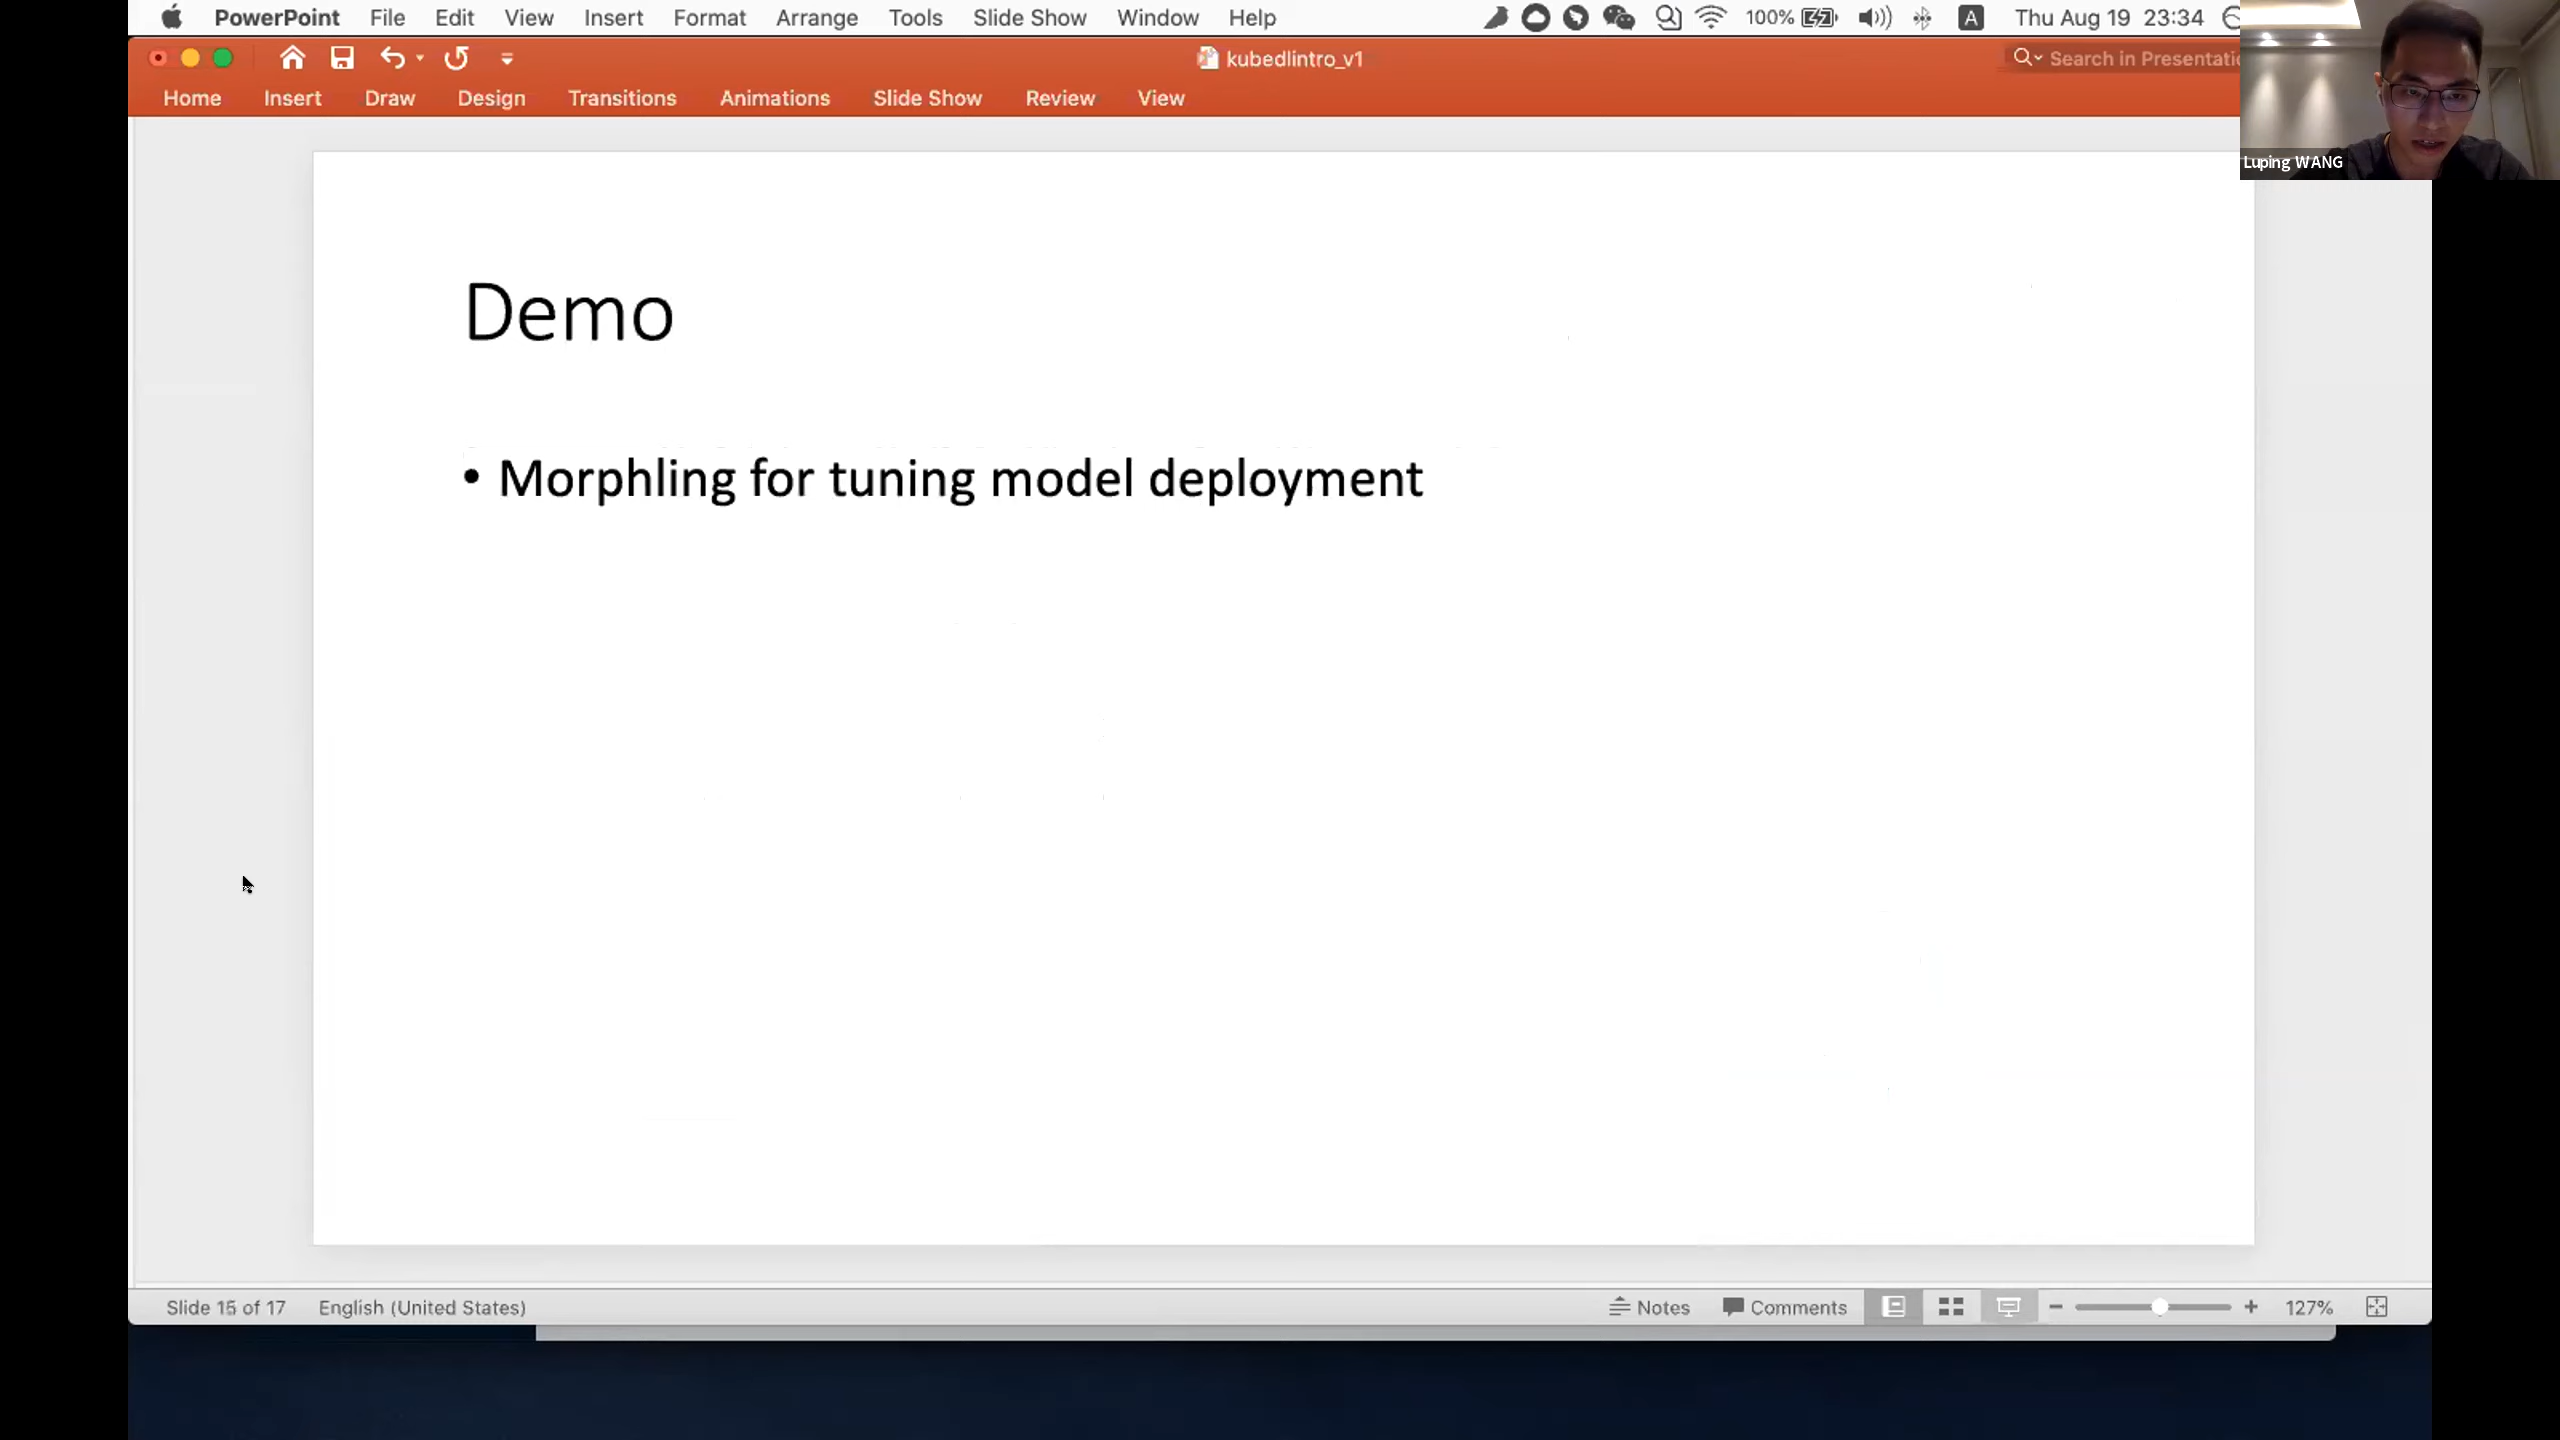 PowerPoint File Edit View Insert Format Arrange Tools Slide Show Window Help 100% A Thu Aug 19 23:34
kubedlintro_v1
Search in Presentatio
Home Insert Draw Design Transitions Animations Slide Show Review View
Luping WANG
Demo
• Morphling for tuning model deployment
Slide 15 of 17 English (United States) Notes Comments 127%